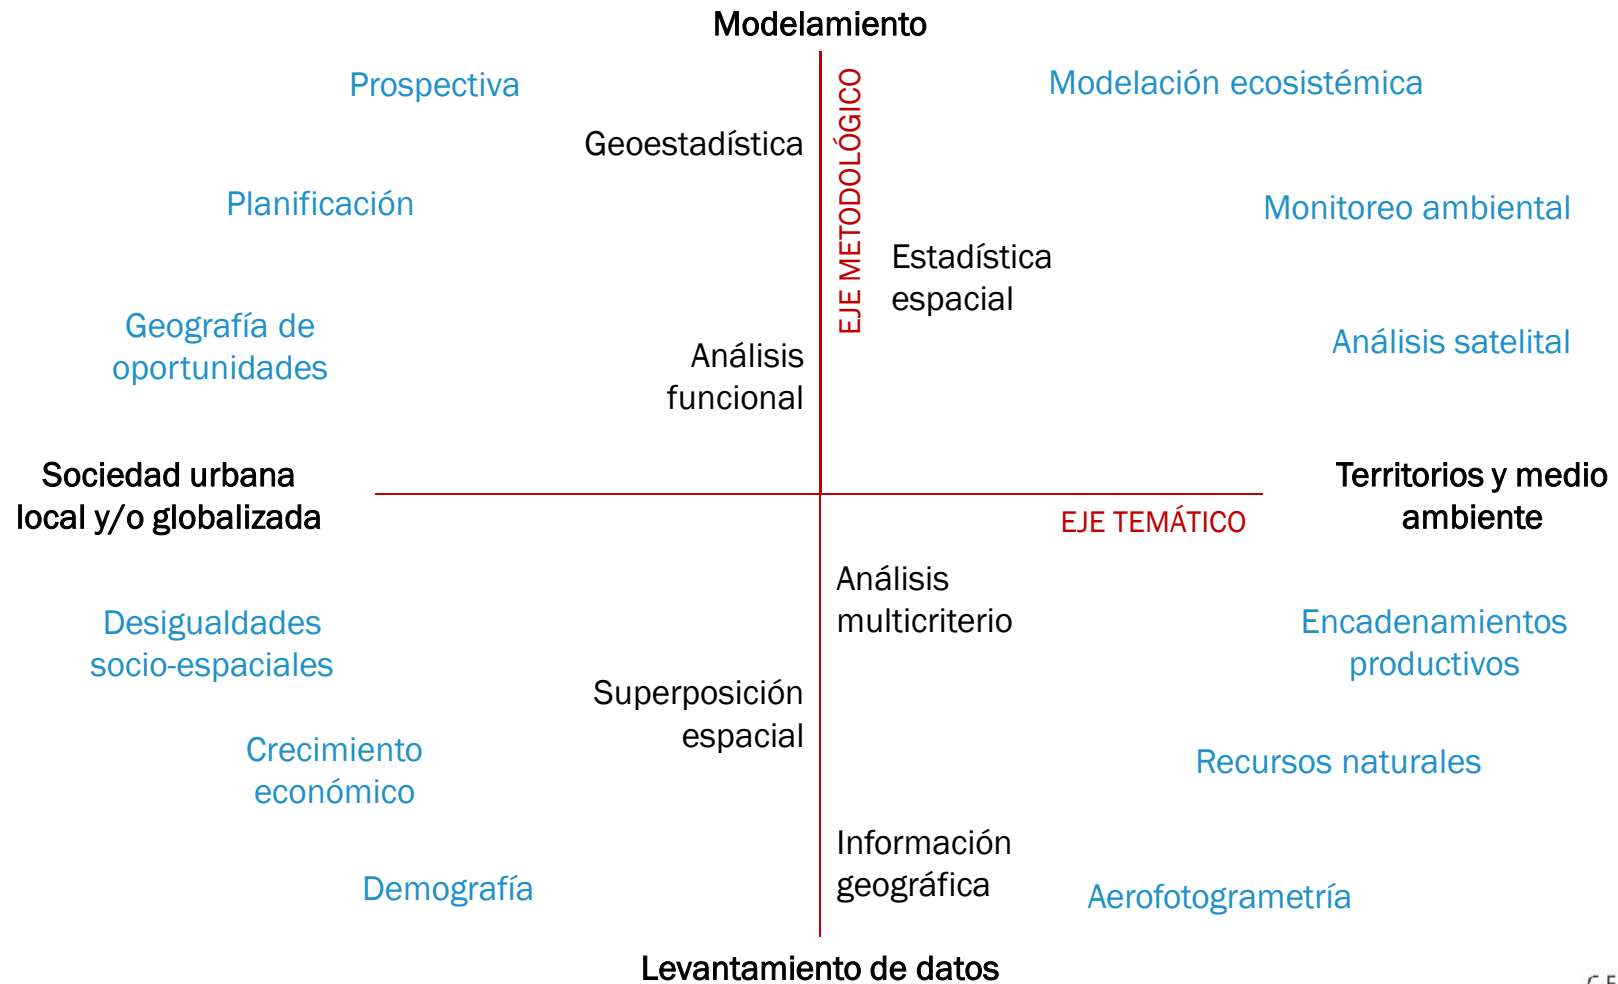 Modelamiento
Prospectiva
Modelación ecosistémica
EJE METODOLÓGICO
Geoestadística
Planificación
Monitoreo ambiental
Estadística
espacial
Geografía de
oportunidades
Análisis satelital
Análisis
funcional
Sociedad urbana
local y/o globalizada
Territorios y medio
ambiente
EJE TEMÁTICO
Análisis
multicriterio
Desigualdades
socio-espaciales
Encadenamientos
productivos
Superposición
espacial
Crecimiento
económico
Recursos naturales
Información
geográfica
Demografía
Aerofotogrametría
Levantamiento de datos